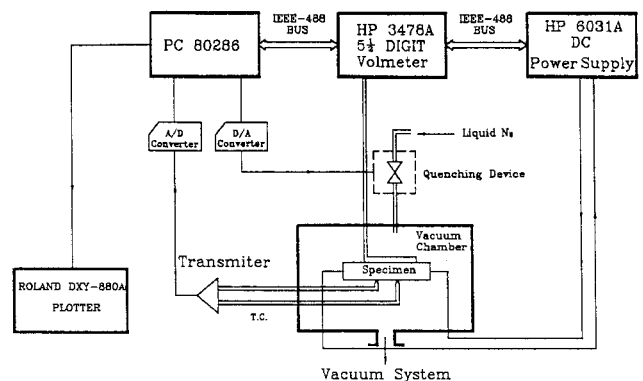 PC 80286
IEEE-488
BUS
HP 3478A
5½ DIGIT
Volmeter
IEEE-488
BUS
HP 6031A
DC
Power Supply
A/D
Converter
D/A
Converter
Liquid N₂
Quenching Device
Vacuum
Chamber
Specimen
Transmiter
T.C.
ROLAND DXY-880A
PLOTTER
Vacuum System